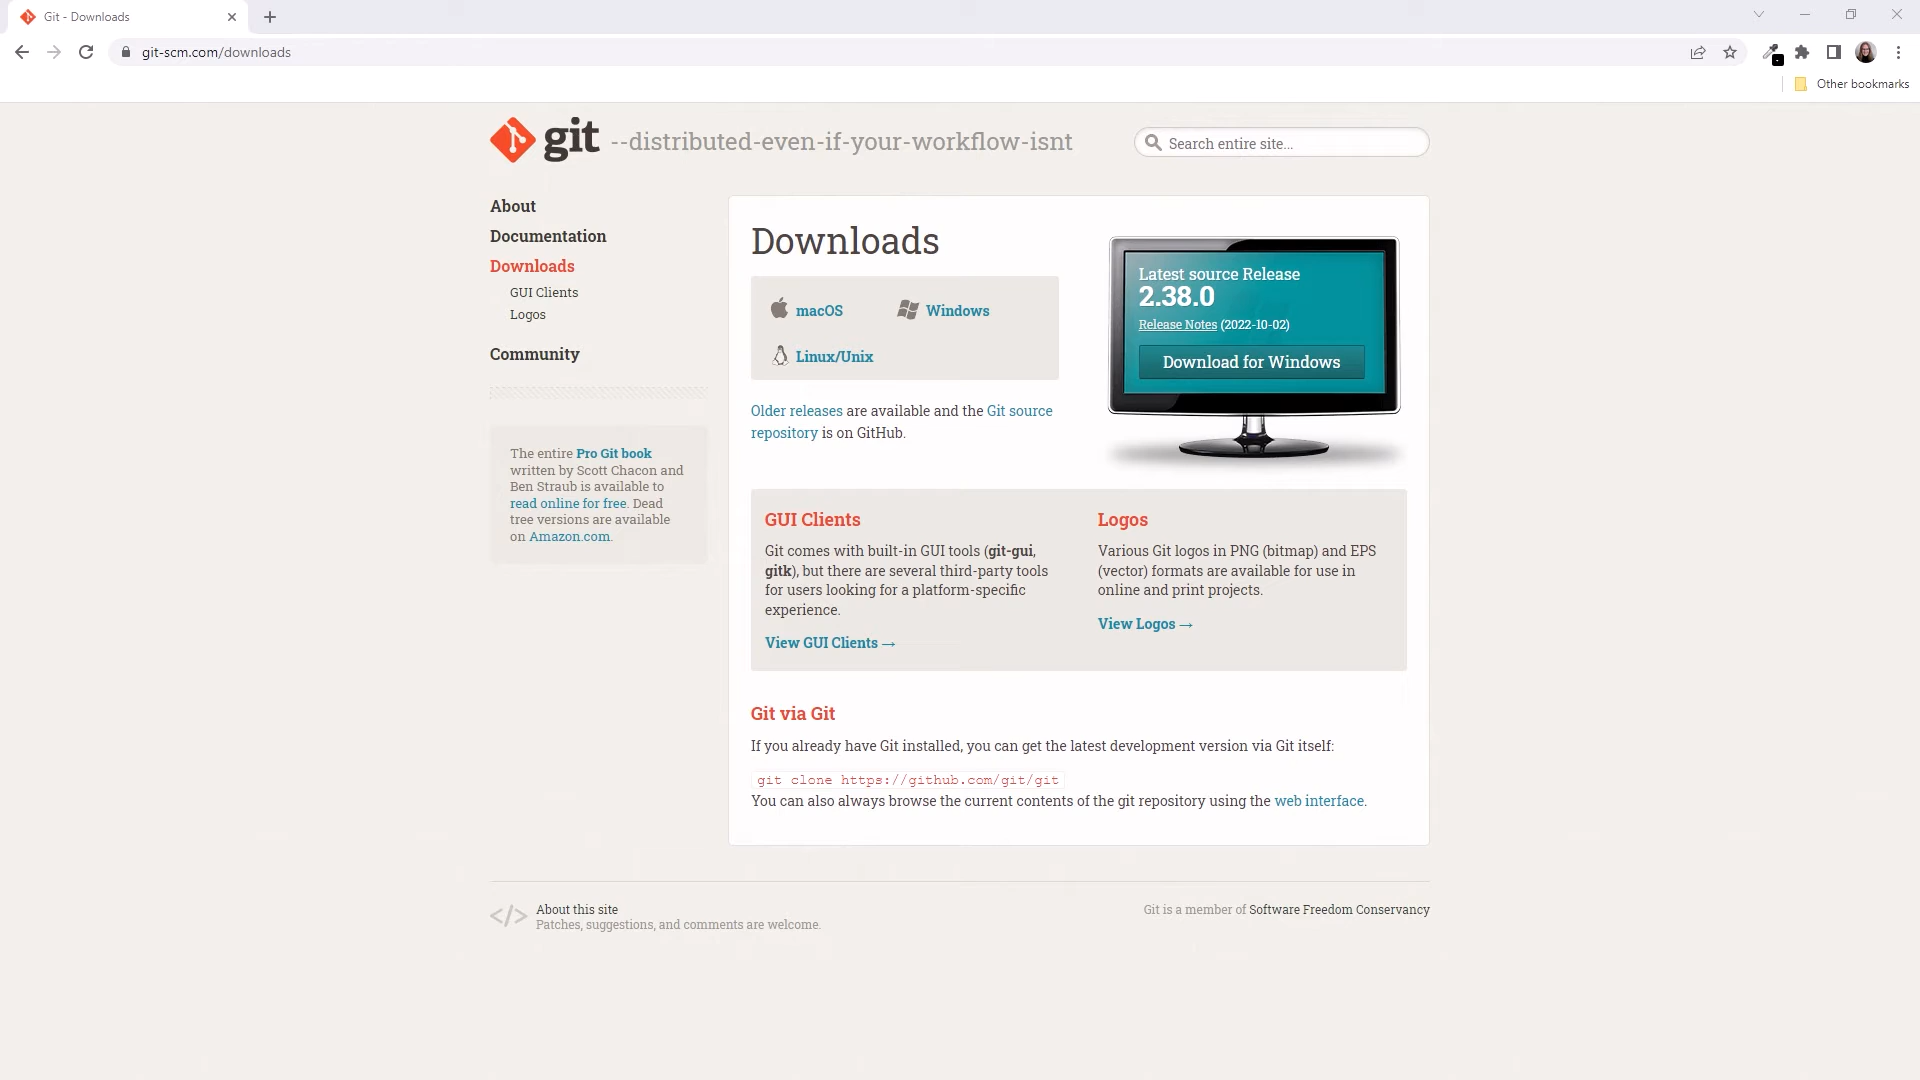 Git - Downloads
git-scm.com/downloads
Other bookmarks
git --distributed-even-if-your-workflow-isnt
Search entire site...
About
Documentation
Downloads
GUI Clients
Logos
Community
The entire Pro Git book
written by Scott Chacon and
Ben Straub is available to
read online for free. Dead
tree versions are available
on Amazon.com.
Downloads
macOS
Windows
Linux/Unix
Older releases are available and the Git source
repository is on GitHub.
Latest source Release
2.38.0
Release Notes (2022-10-02)
Download for Windows
GUI Clients
Git comes with built-in GUI tools (git-gui,
gitk), but there are several third-party tools
for users looking for a platform-specific
experience.
View GUI Clients →
Logos
Various Git logos in PNG (bitmap) and EPS
(vector) formats are available for use in
online and print projects.
View Logos →
Git via Git
If you already have Git installed, you can get the latest development version via Git itself:
git clone https://github.com/git/git
You can also always browse the current contents of the git repository using the web interface.
</> About this site
Patches, suggestions, and comments are welcome.
Git is a member of Software Freedom Conservancy